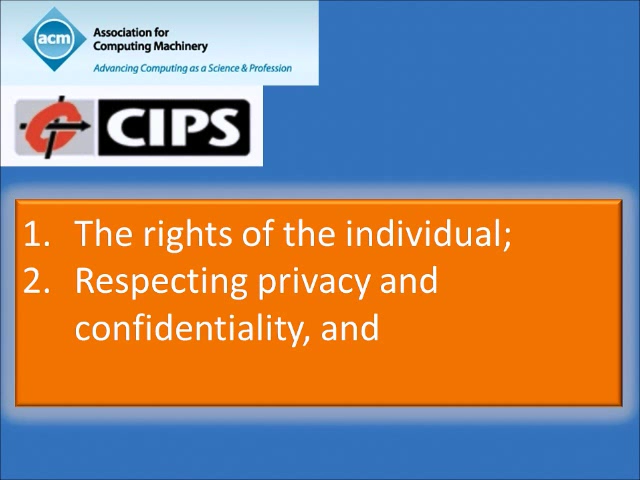 acm
Association for
Computing Machinery
Advancing Computing as a Science & Profession
CIPS
1. The rights of the individual;
2. Respecting privacy and
confidentiality, and